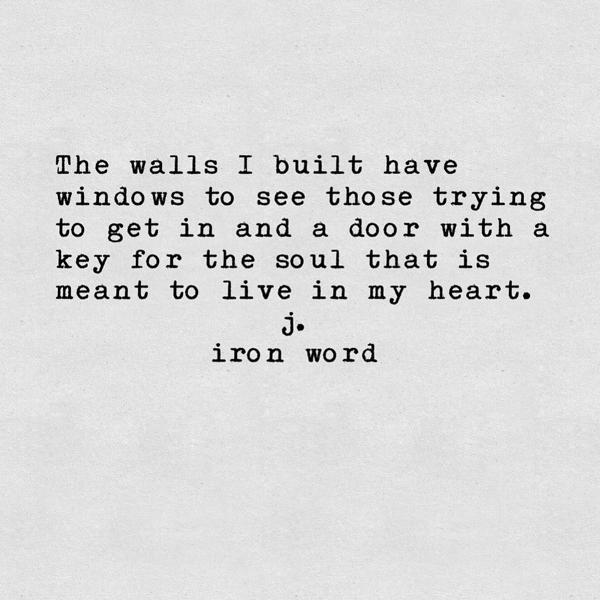 The walls I built have
windows to see those trying
to get in and a door with a
key for the soul that is
meant to live in my heart.
j.
iron word